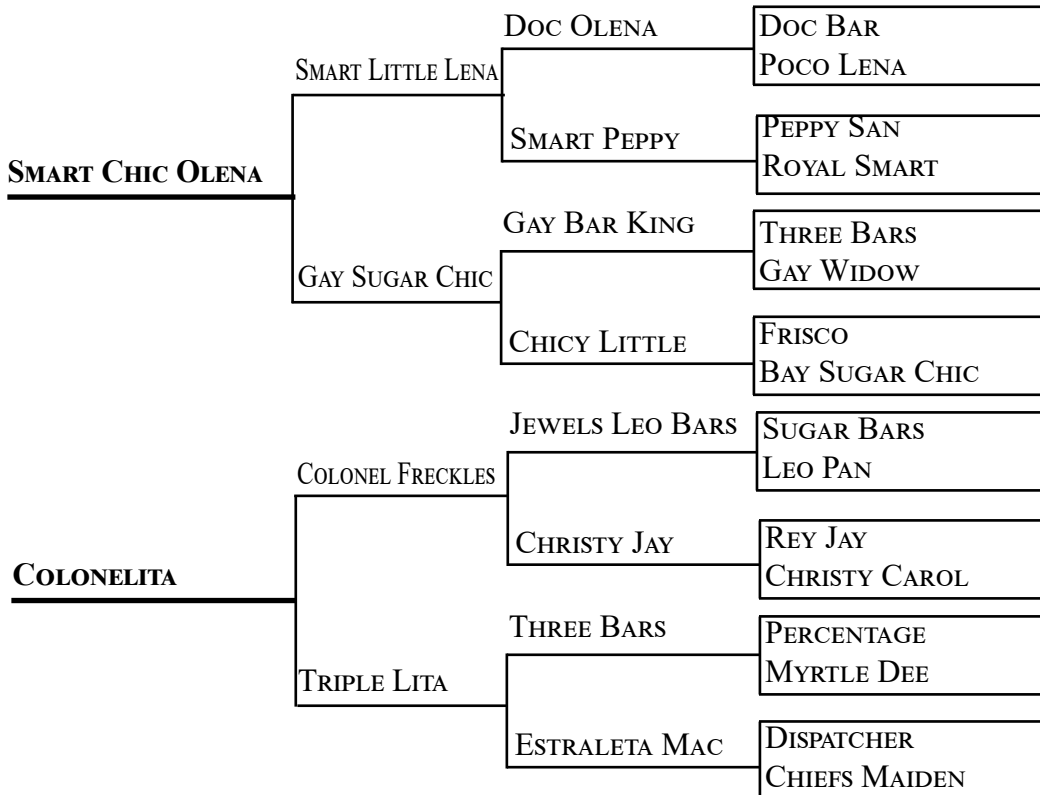 Doc Olena
Doc Bar
Poco Lena
Smart Little Lena
Smart Peppy
Peppy San
Royal Smart
Smart Chic Olena
Gay Bar King
Three Bars
Gay Widow
Gay Sugar Chic
Chicy Little
Frisco
Bay Sugar Chic
Jewels Leo Bars
Sugar Bars
Leo Pan
Colonel Freckles
Christy Jay
Rey Jay
Christy Carol
Colonelita
Three Bars
Percentage
Myrtle Dee
Triple Lita
Estraleta Mac
Dispatcher
Chiefs Maiden